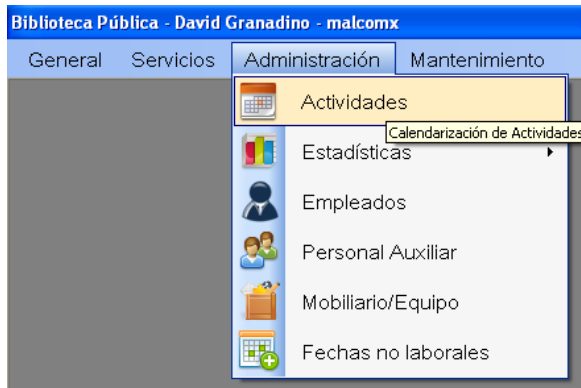 Biblioteca Pública - David Granadino - malcomx
General Servicios Administración Mantenimiento
Actividades
Calendarización de Actividades
Estadísticas
Empleados
Personal Auxiliar
Mobiliario/Equipo
Fechas no laborales